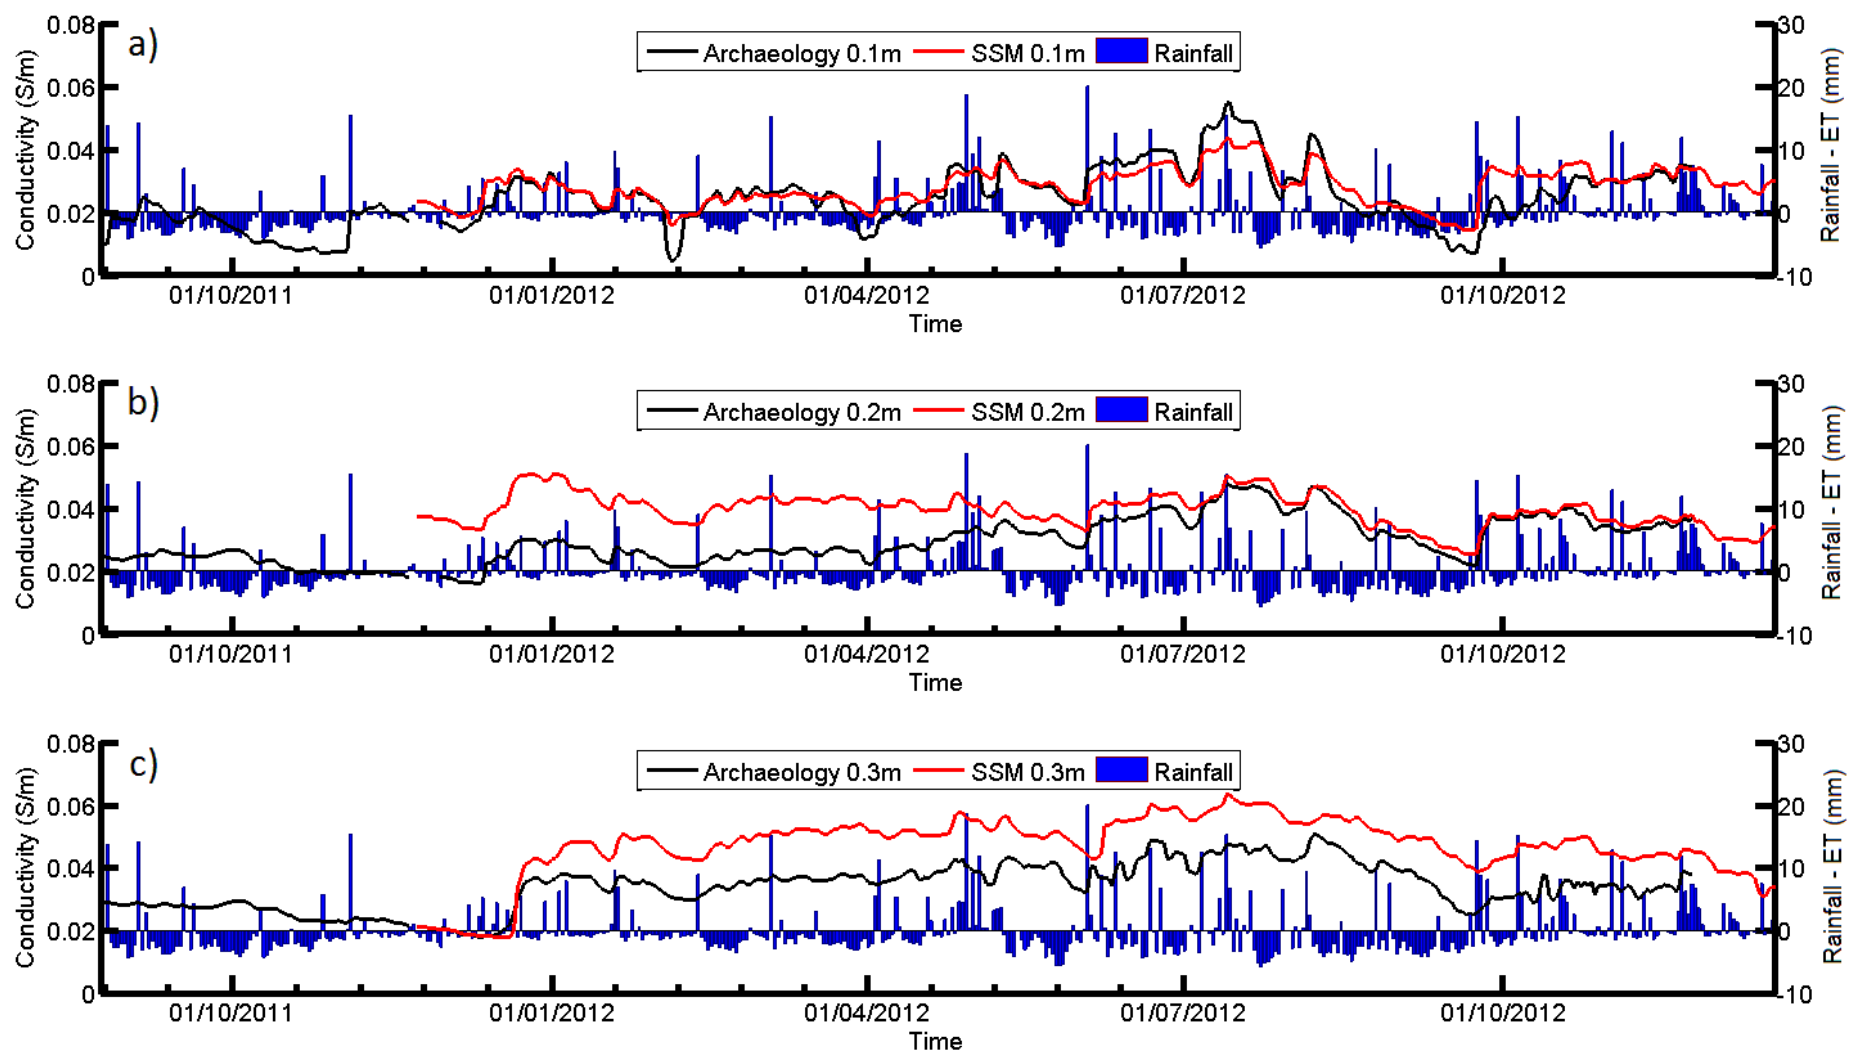 a)
Archaeology 0.1m SSM 0.1m Rainfall
Conductivity (S/m)
0.08
0.06
0.04
0.02
0
30
20
10
0
-10
Rainfall - ET (mm)
01/10/2011 01/01/2012 01/04/2012 01/07/2012 01/10/2012
Time
b)
Archaeology 0.2m SSM 0.2m Rainfall
Conductivity (S/m)
0.08
0.06
0.04
0.02
0
30
20
10
0
-10
Rainfall - ET (mm)
01/10/2011 01/01/2012 01/04/2012 01/07/2012 01/10/2012
Time
c)
Archaeology 0.3m SSM 0.3m Rainfall
Conductivity (S/m)
0.08
0.06
0.04
0.02
0
30
20
10
0
-10
Rainfall - ET (mm)
01/10/2011 01/01/2012 01/04/2012 01/07/2012 01/10/2012
Time